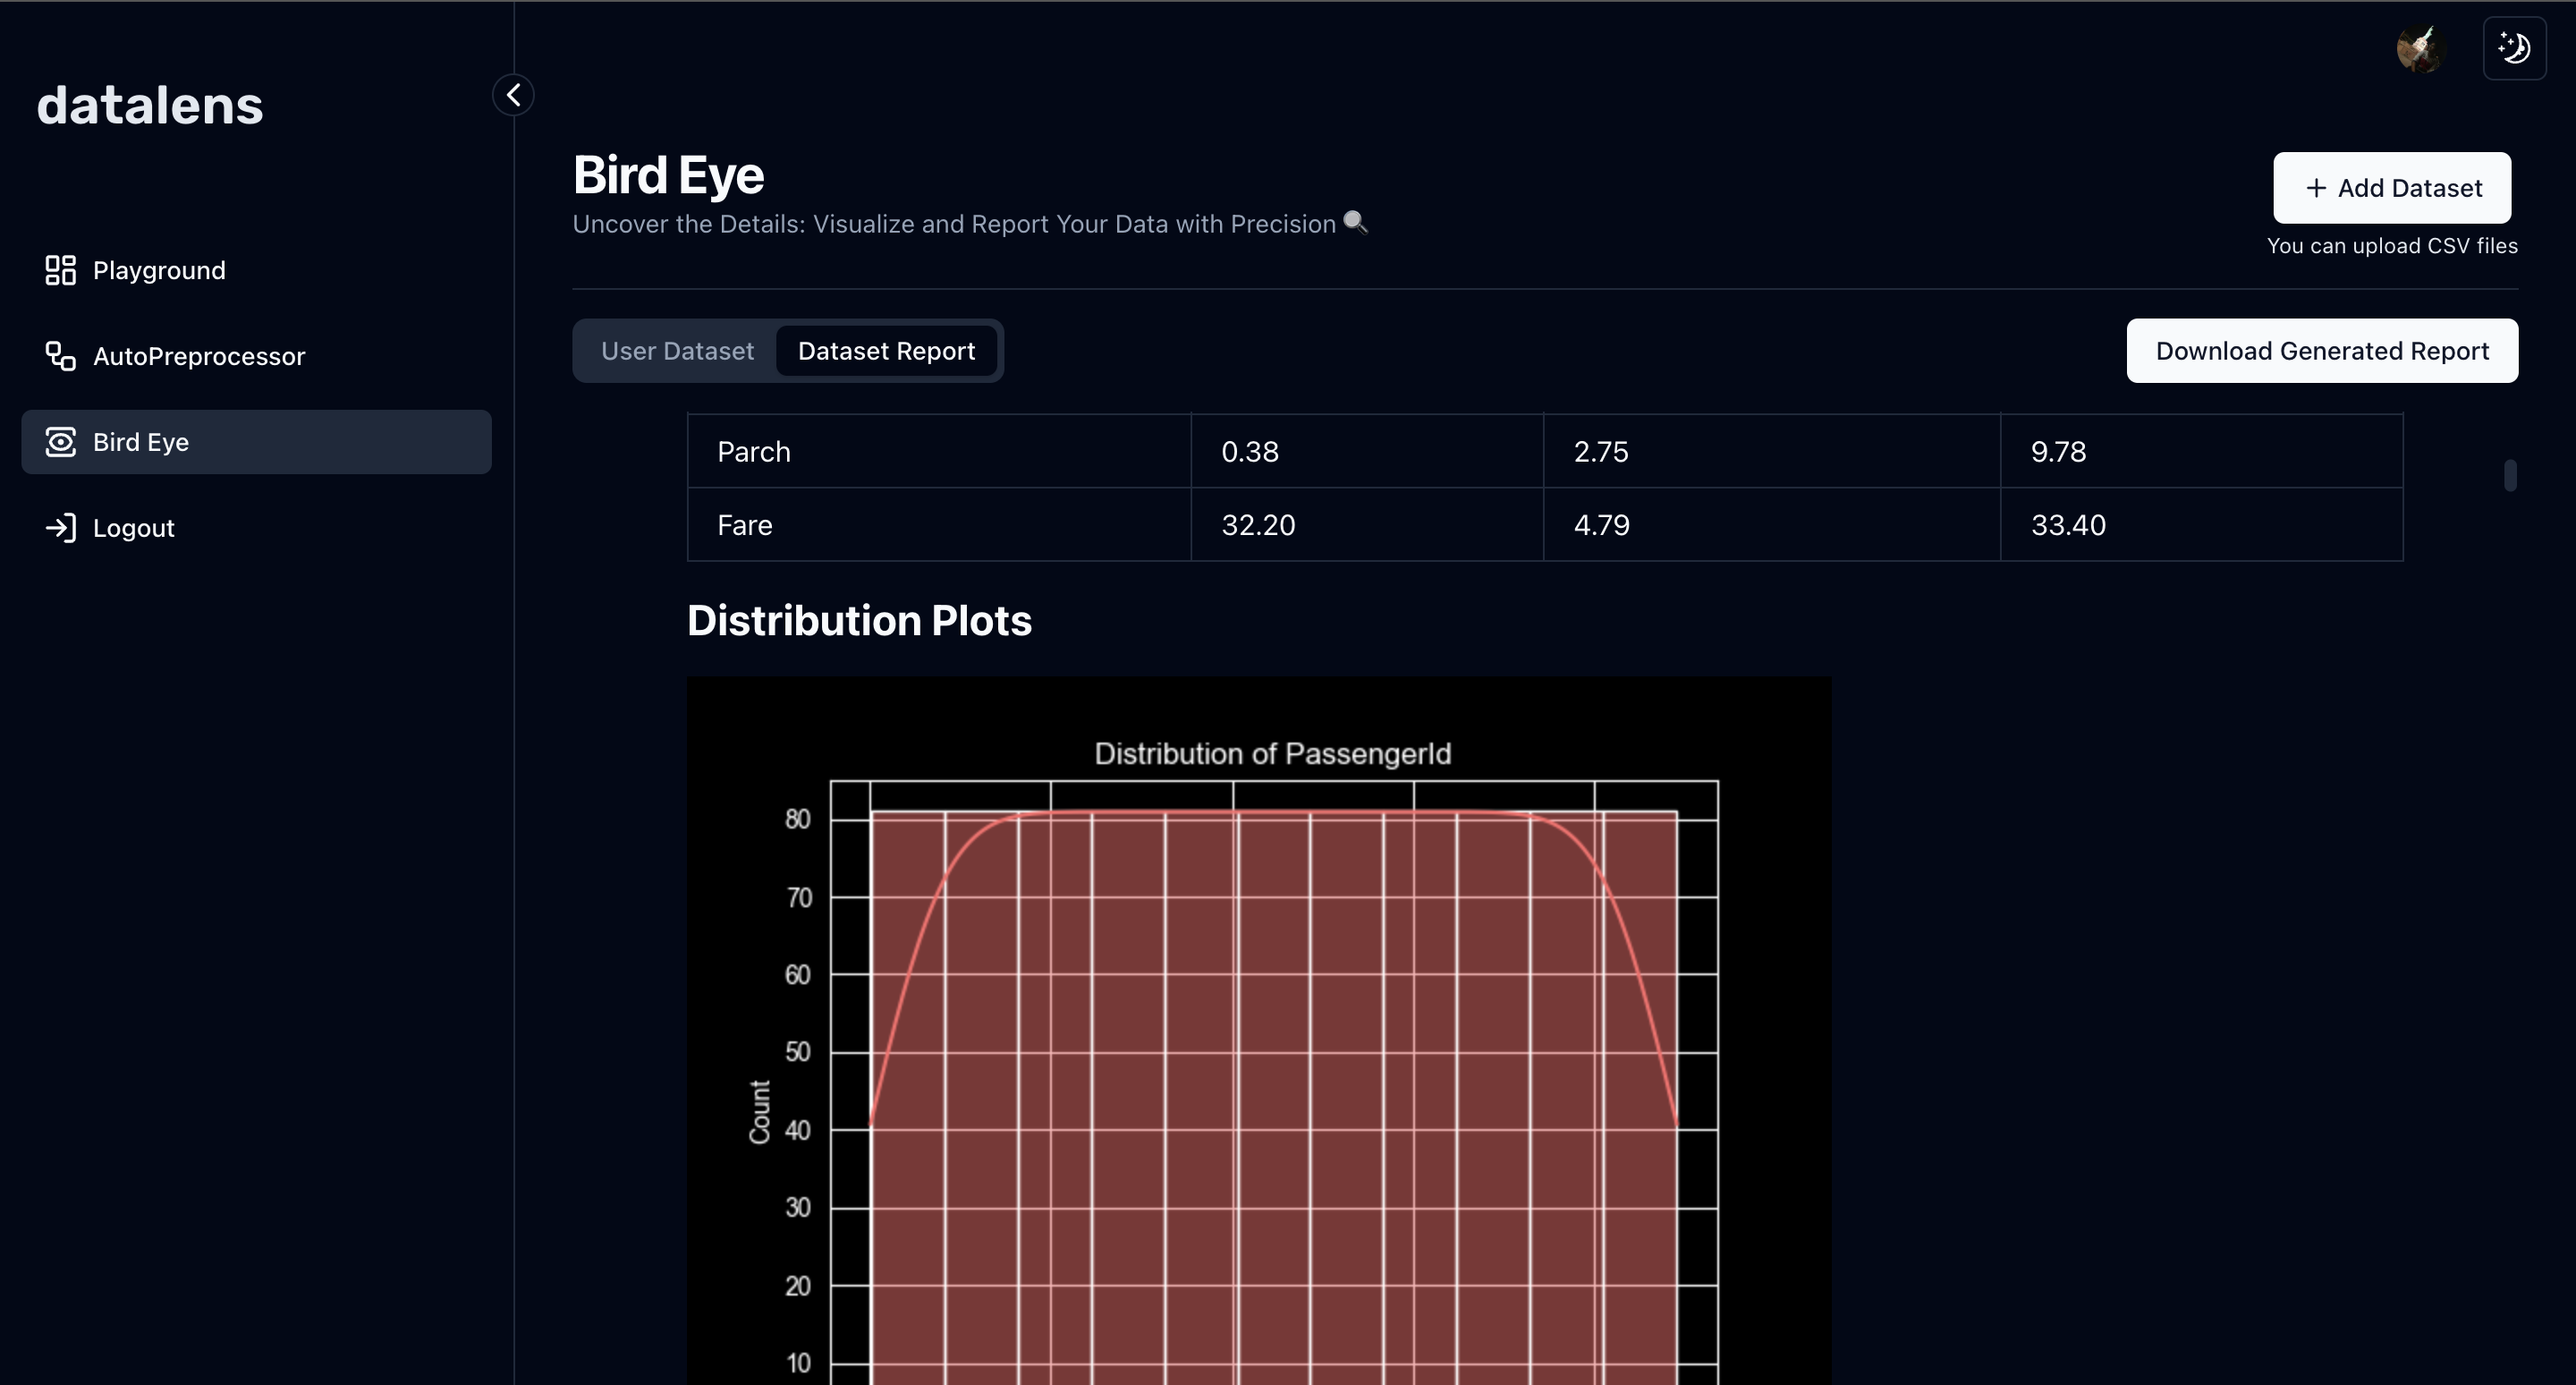 datalens
Playground
AutoPreprocessor
Bird Eye
Logout
Bird Eye
Uncover the Details: Visualize and Report Your Data with Precision
+ Add Dataset
You can upload CSV files
User Dataset
Dataset Report
Download Generated Report
Parch 0.38 2.75 9.78
Fare 32.20 4.79 33.40
Distribution Plots
Distribution of PassengerId
80
70
60
50
40
30
20
10
Count